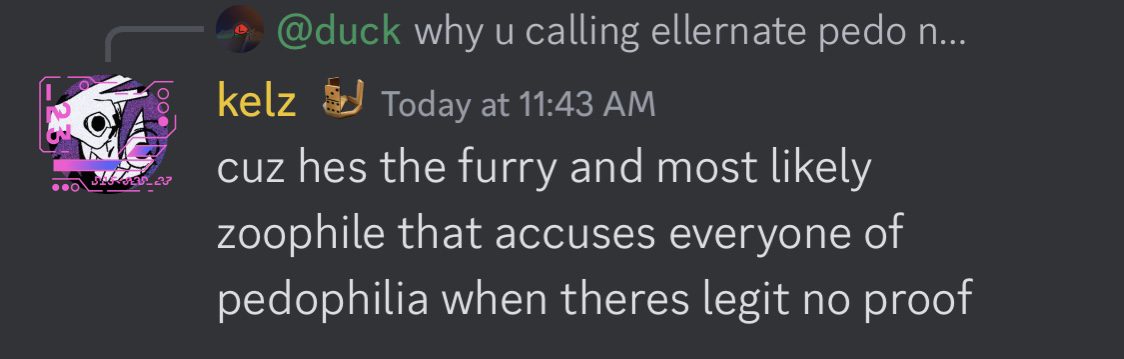 @duck why u calling ellernate pedo n...
kelz Today at 11:43 AM
cuz hes the furry and most likely
zoophile that accuses everyone of
pedophilia when theres legit no proof